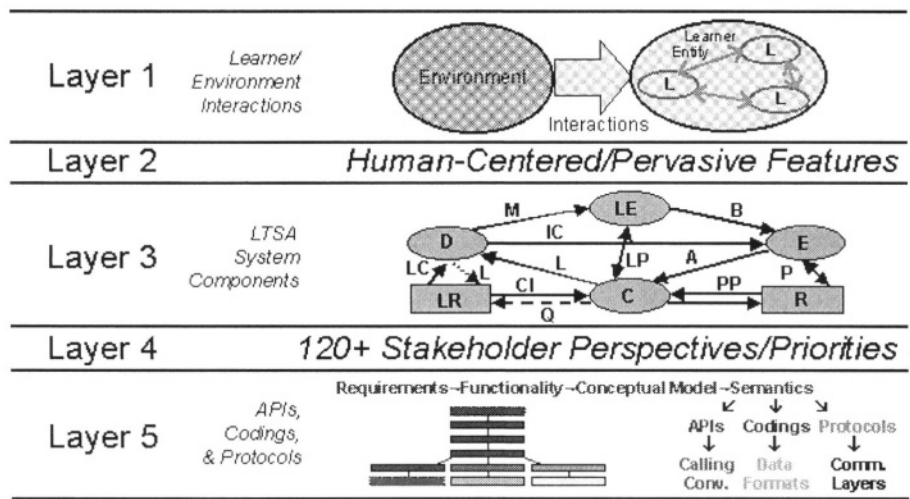 Layer 1
Learner/
Environment
Interactions
Environment
Interactions
Learner
Entity
L
L
L
Layer 2
Human-Centered/Pervasive Features
Layer 3
LTSA
System
Components
M
LE
B
D
IC
E
LC
L
L
LP
A
P
LR
CI
C
PP
R
Q
Layer 4
120+ Stakeholder Perspectives/Priorities
Layer 5
APIs,
Codings,
& Protocols
Requirements→Functionality→Conceptual Model→Semantics
APIs Codings Protocols
Calling Data Comm.
Conv. Formats Layers